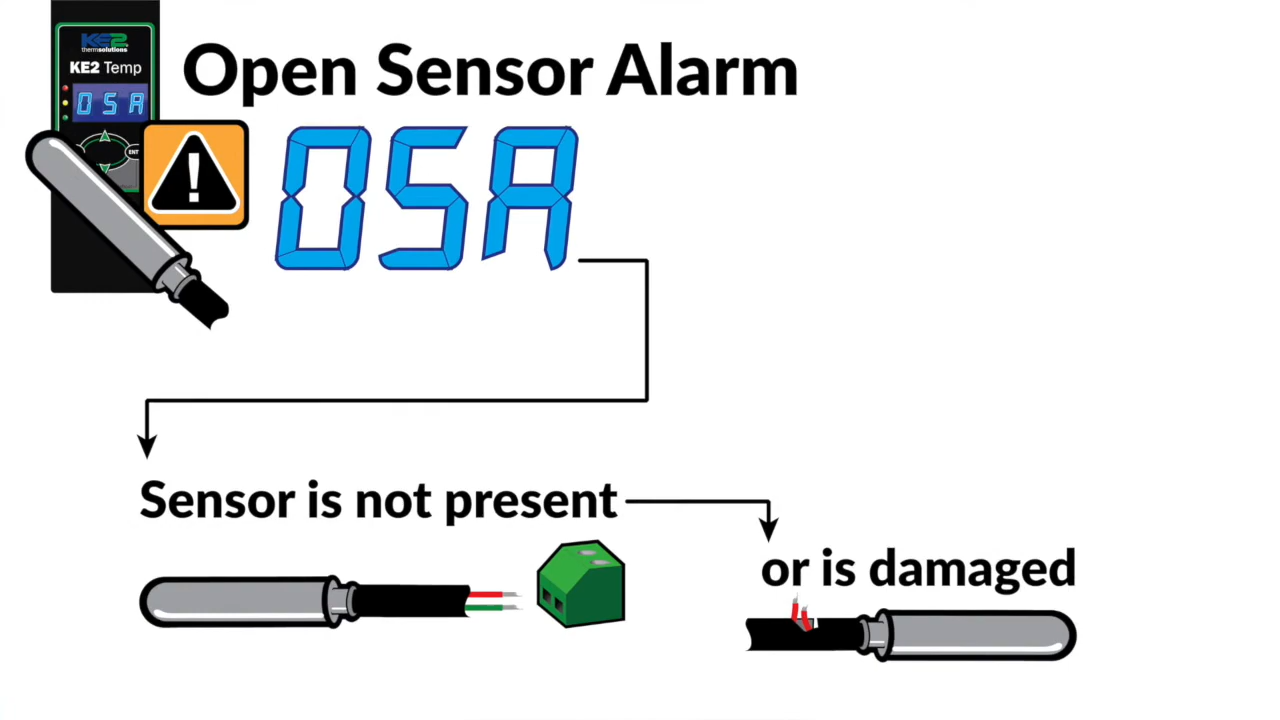 KE2
thermsolutions
KE2 Temp
OSA
ENT
Open Sensor Alarm
OSA
Sensor is not present
or is damaged